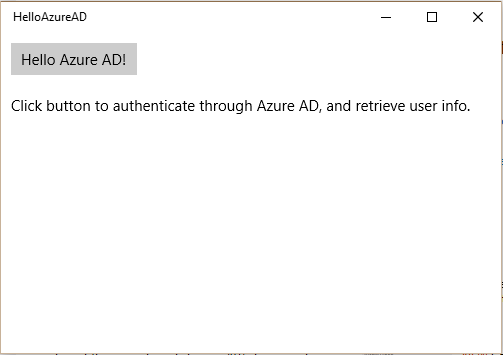 HelloAzureAD
Hello Azure AD!
Click button to authenticate through Azure AD, and retrieve user info.